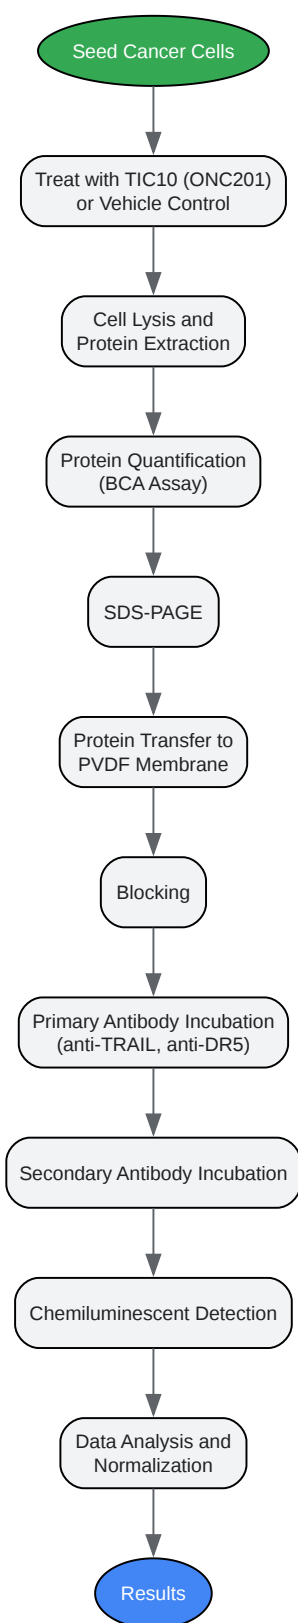 Seed Cancer Cells
Treat with TIC10 (ONC201)
or Vehicle Control
Cell Lysis and
Protein Extraction
Protein Quantification
(BCA Assay)
SDS-PAGE
Protein Transfer to
PVDF Membrane
Blocking
Primary Antibody Incubation
(anti-TRAIL, anti-DR5)
Secondary Antibody Incubation
Chemiluminescent Detection
Data Analysis and
Normalization
Results